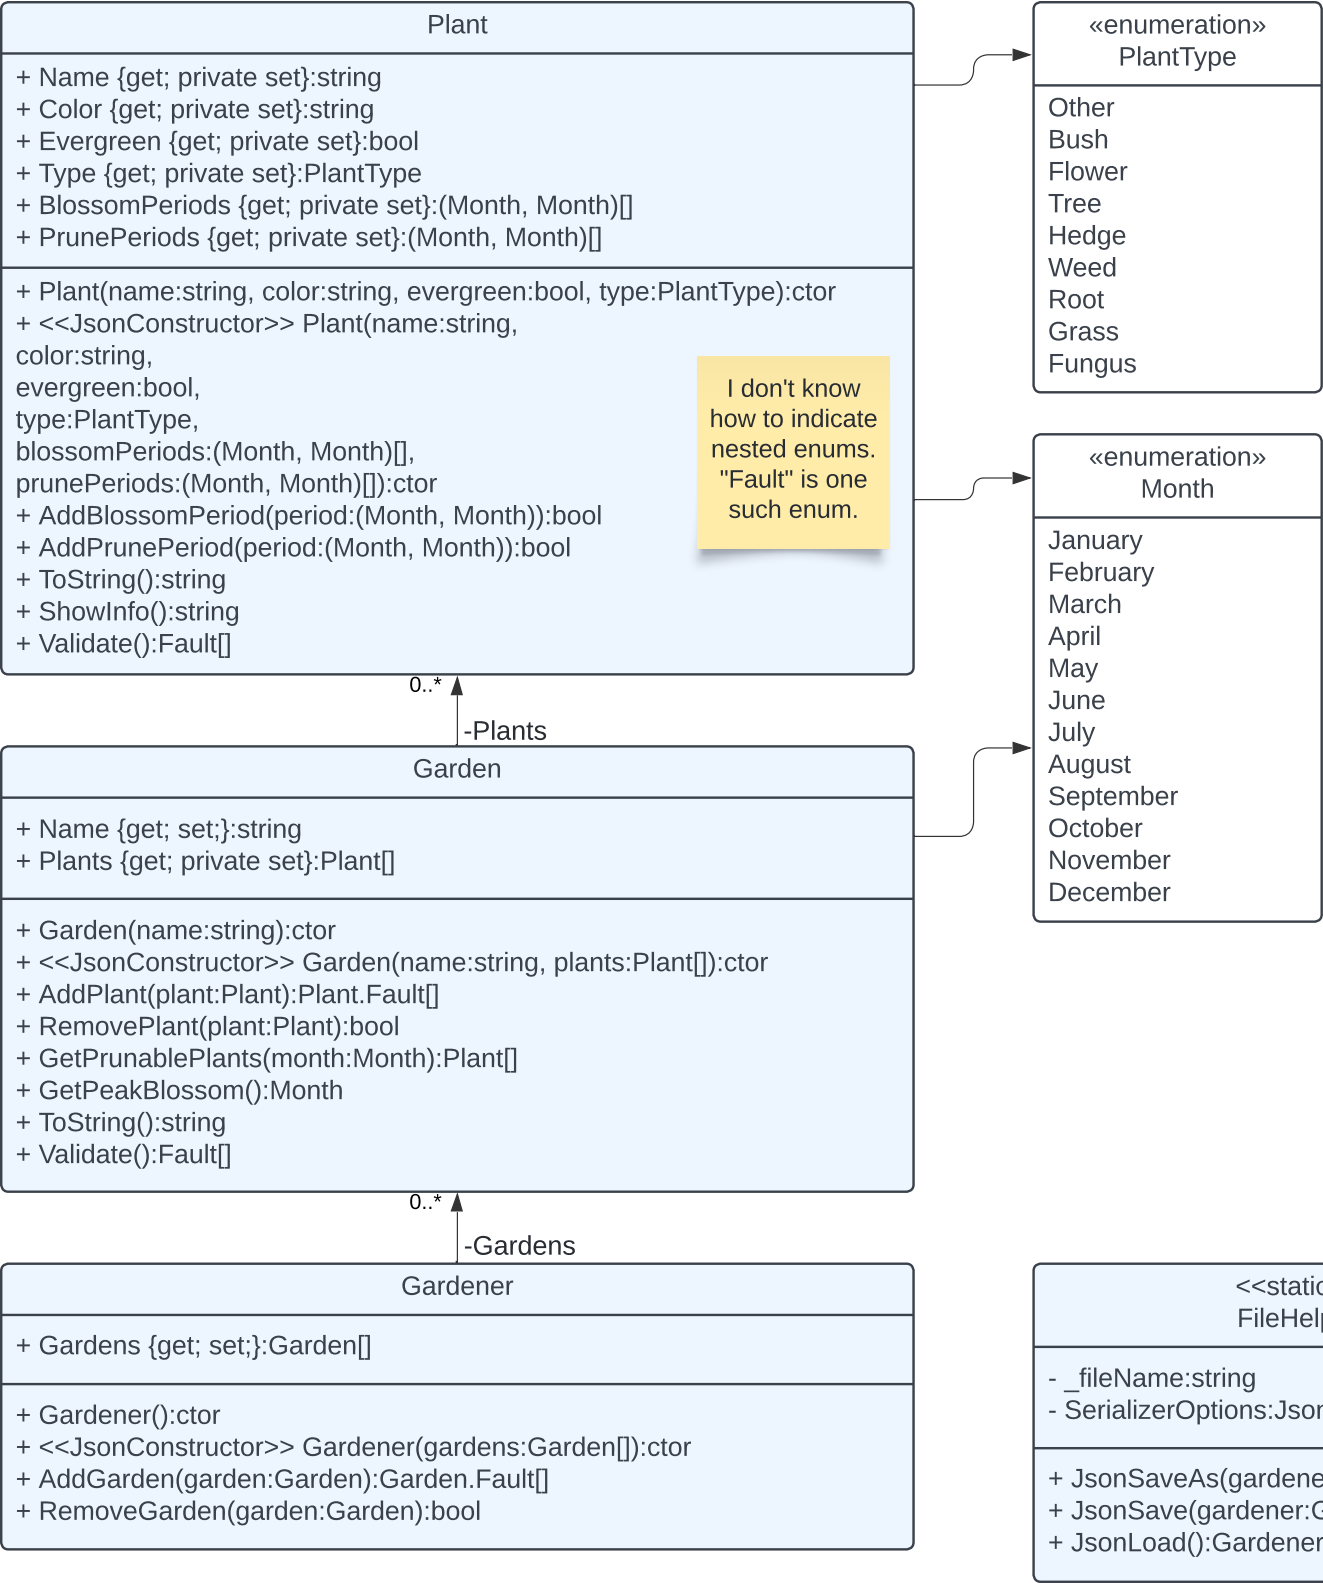 Plant
+ Name {get; private set}:string
+ Color {get; private set}:string
+ Evergreen {get; private set}:bool
+ Type {get; private set}:PlantType
+ BlossomPeriods {get; private set}:(Month, Month)[]
+ PrunePeriods {get; private set}:(Month, Month)[]
+ Plant(name:string, color:string, evergreen:bool, type:PlantType):ctor
+ <<JsonConstructor>> Plant(name:string,
color:string,
evergreen:bool,
type:PlantType,
blossomPeriods:(Month, Month)[],
prunePeriods:(Month, Month)[]):ctor
+ AddBlossomPeriod(period:(Month, Month)):bool
+ AddPrunePeriod(period:(Month, Month)):bool
+ ToString():string
+ ShowInfo():string
+ Validate():Fault[]
I don't know
how to indicate
nested enums.
"Fault" is one
such enum.
«enumeration»
PlantType
Other
Bush
Flower
Tree
Hedge
Weed
Root
Grass
Fungus
«enumeration»
Month
January
February
March
April
May
June
July
August
September
October
November
December
0..*
-Plants
Garden
+ Name {get; set;}:string
+ Plants {get; private set}:Plant[]
+ Garden(name:string):ctor
+ <<JsonConstructor>> Garden(name:string, plants:Plant[]):ctor
+ AddPlant(plant:Plant):Plant.Fault[]
+ RemovePlant(plant:Plant):bool
+ GetPrunablePlants(month:Month):Plant[]
+ GetPeakBlossom():Month
+ ToString():string
+ Validate():Fault[]
0..*
-Gardens
Gardener
+ Gardens {get; set;}:Garden[]
+ Gardener():ctor
+ <<JsonConstructor>> Gardener(gardens:Garden[]):ctor
+ AddGarden(garden:Garden):Garden.Fault[]
+ RemoveGarden(garden:Garden):bool
<<static
FileHelp
- _fileName:string
- SerializerOptions:Json
+ JsonSaveAs(gardene
+ JsonSave(gardener:G
+ JsonLoad():Gardener